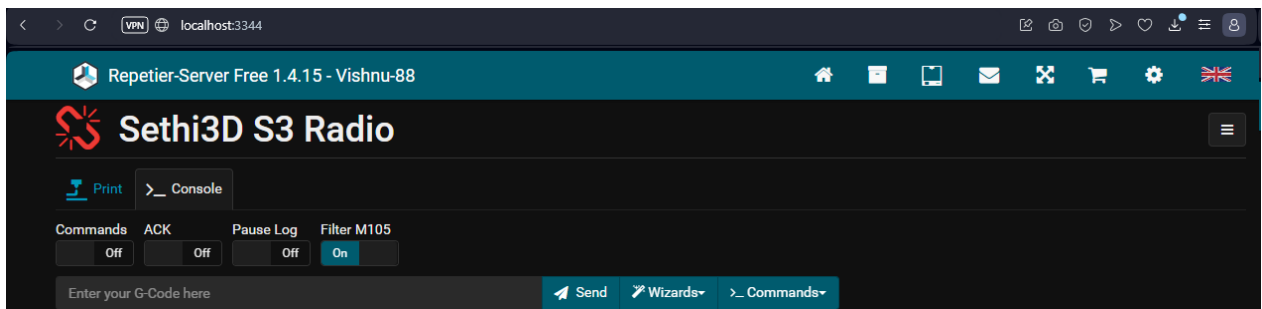 VPN localhost:3344
Repetier-Server Free 1.4.15 - Vishnu-88
Sethi3D S3 Radio
Print >_ Console
Commands ACK Pause Log Filter M105
Off Off Off On
Enter your G-Code here Send Wizards >_ Commands